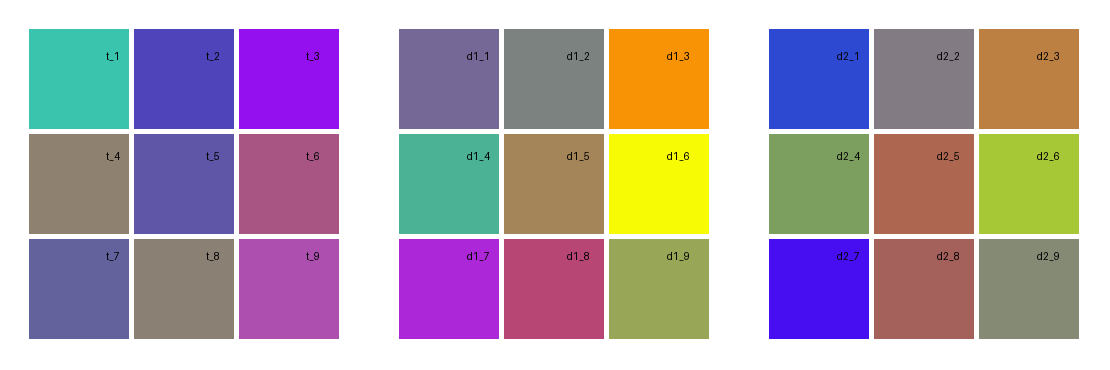 t_1 t_2 t_3 d1_1 d1_2 d1_3 d2_1 d2_2 d2_3
t_4 t_5 t_6 d1_4 d1_5 d1_6 d2_4 d2_5 d2_6
t_7 t_8 t_9 d1_7 d1_8 d1_9 d2_7 d2_8 d2_9